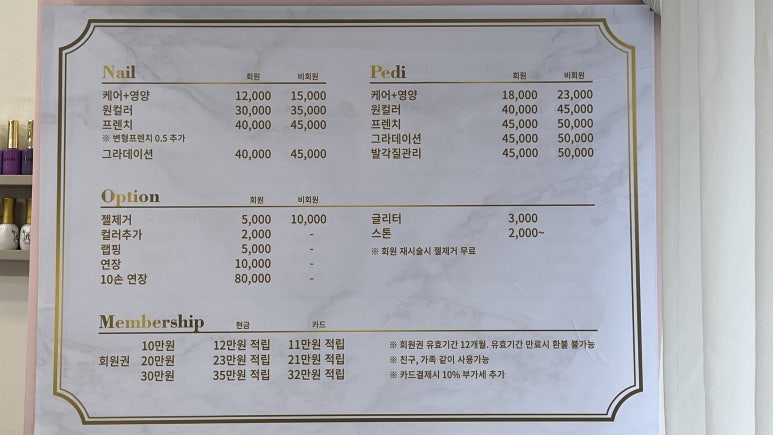 Nail 회원 비회원
케어+영양 12,000 15,000
원컬러 30,000 35,000
프렌치 40,000 45,000
※ 변형프렌치 0.5 추가
그라데이션 40,000 45,000
Pedi 회원 비회원
케어+영양 18,000 23,000
원컬러 40,000 45,000
프렌치 45,000 50,000
그라데이션 45,000 50,000
발각질관리 45,000 50,000
Option 회원 비회원
젤제거 5,000 10,000
컬러추가 2,000 -
랩핑 5,000 -
연장 10,000 -
10손 연장 80,000 -
글리터 3,000
스톤 2,000~
※ 회원 재시술시 젤제거 무료
Membership 현금 카드
10만원 12만원 적립 11만원 적립
회원권 20만원 23만원 적립 21만원 적립
30만원 35만원 적립 32만원 적립
※ 회원권 유효기간 12개월. 유효기간 만료시 환불 불가능
※ 친구, 가족 같이 사용가능
※ 카드결제시 10% 부가세 추가